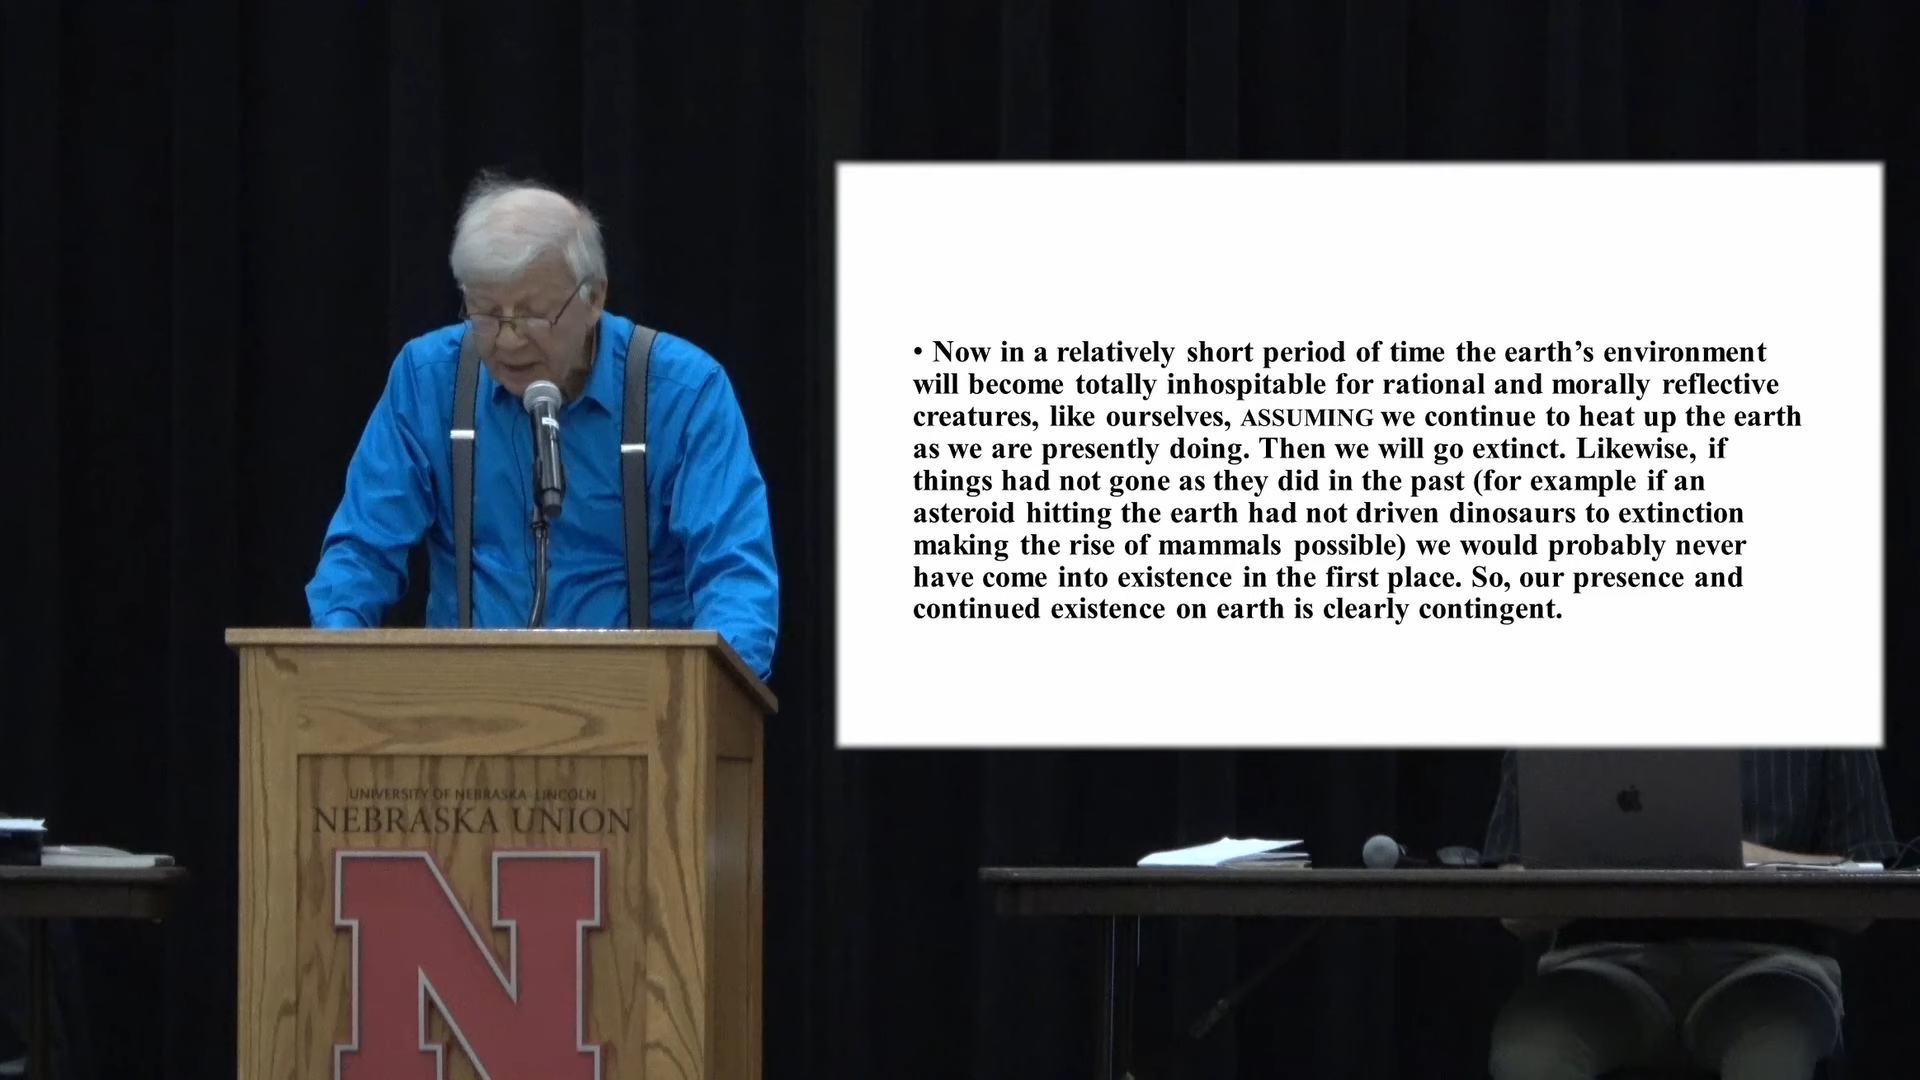 • Now in a relatively short period of time the earth’s environment
will become totally inhospitable for rational and morally reflective
creatures, like ourselves, ASSUMING we continue to heat up the earth
as we are presently doing. Then we will go extinct. Likewise, if
things had not gone as they did in the past (for example if an
asteroid hitting the earth had not driven dinosaurs to extinction
making the rise of mammals possible) we would probably never
have come into existence in the first place. So, our presence and
continued existence on earth is clearly contingent.
UNIVERSITY OF NEBRASKA-LINCOLN
NEBRASKA UNION
N